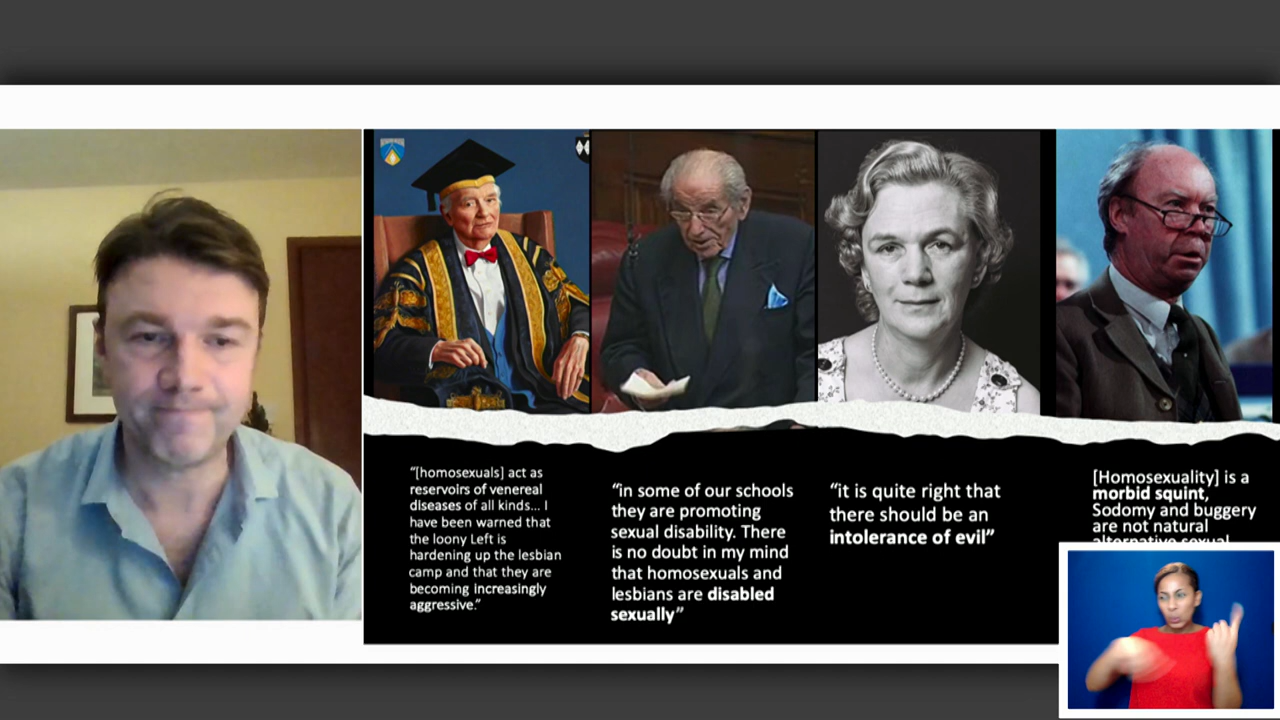 “[homosexuals] act as
reservoirs of venereal
diseases of all kinds... I
have been warned that
the loony Left is
hardening up the lesbian
camp and that they are
becoming increasingly
aggressive.”
“in some of our schools
they are promoting
sexual disability. There
is no doubt in my mind
that homosexuals and
lesbians are disabled
sexually”
“it is quite right that
there should be an
intolerance of evil”
[Homosexuality] is a
morbid squint,
Sodomy and buggery
are not natural
alternative sexual